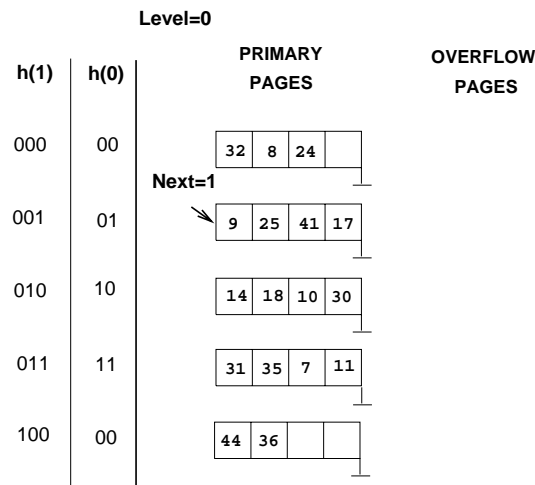 Level=0
h(1) h(0) PRIMARY PAGES OVERFLOW PAGES
000 00 32 8 24
Next=1
001 01 9 25 41 17
010 10 14 18 10 30
011 11 31 35 7 11
100 00 44 36